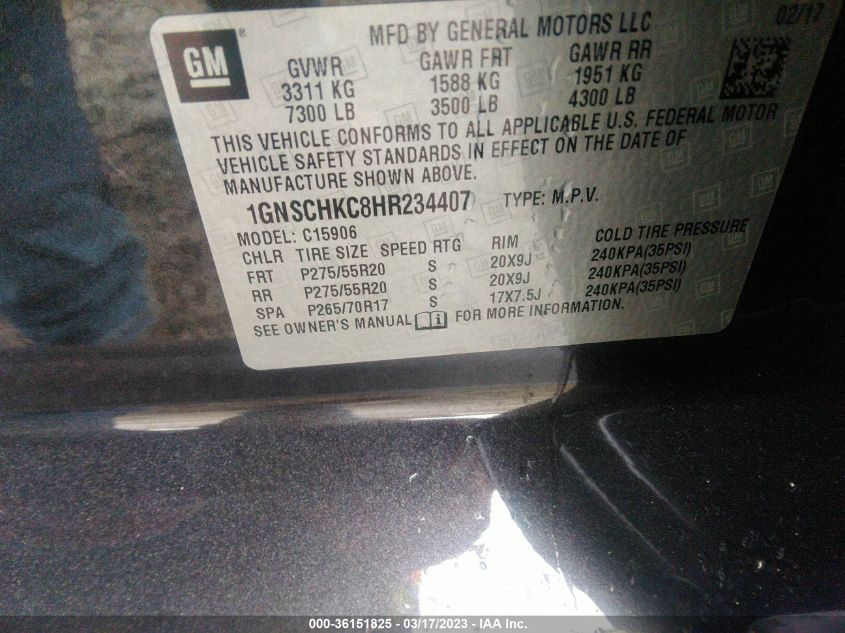 02/17
GM ®
MFD BY GENERAL MOTORS LLC
GVWR GAWR FRT GAWR RR
3311 KG 1588 KG 1951 KG
7300 LB 3500 LB 4300 LB
THIS VEHICLE CONFORMS TO ALL APPLICABLE U.S. FEDERAL MOTOR
VEHICLE SAFETY STANDARDS IN EFFECT ON THE DATE OF
MANUFACTURE SHOWN ABOVE.
1GNSCHKC8HR234407 TYPE: M.P.V.
MODEL: C15906
CHLR TIRE SIZE SPEED RTG RIM COLD TIRE PRESSURE
FRT P275/55R20 S 20X9J 240KPA(35PSI)
RR P275/55R20 S 20X9J 240KPA(35PSI)
SPA P265/70R17 S 17X7.5J 240KPA(35PSI)
SEE OWNER'S MANUAL FOR MORE INFORMATION.
000-36151825 - 03/17/2023 - IAA Inc.